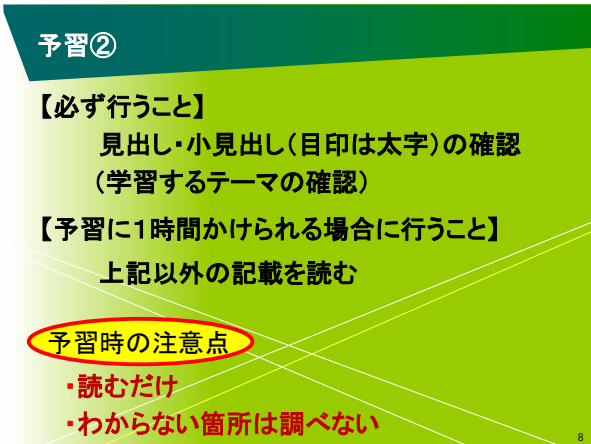 予習②
【必ず行うこと】
見出し・小見出し（目印は太字）の確認
（学習するテーマの確認）
【予習に１時間かけられる場合に行うこと】
上記以外の記載を読む
予習時の注意点
・読むだけ
・わからない箇所は調べない
8